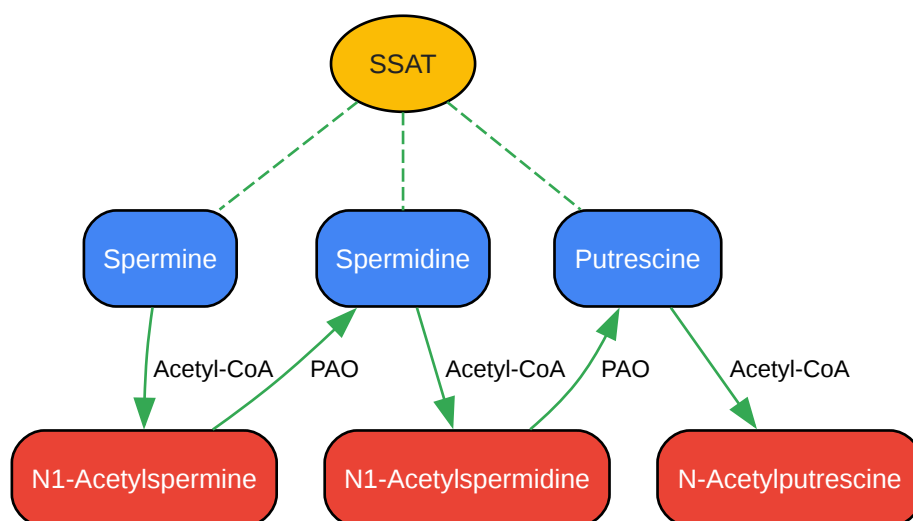 SSAT
Spermine
Spermidine
Putrescine
Acetyl-CoA
PAO
Acetyl-CoA
PAO
Acetyl-CoA
N1-Acetylspermine
N1-Acetylspermidine
N-Acetylputrescine